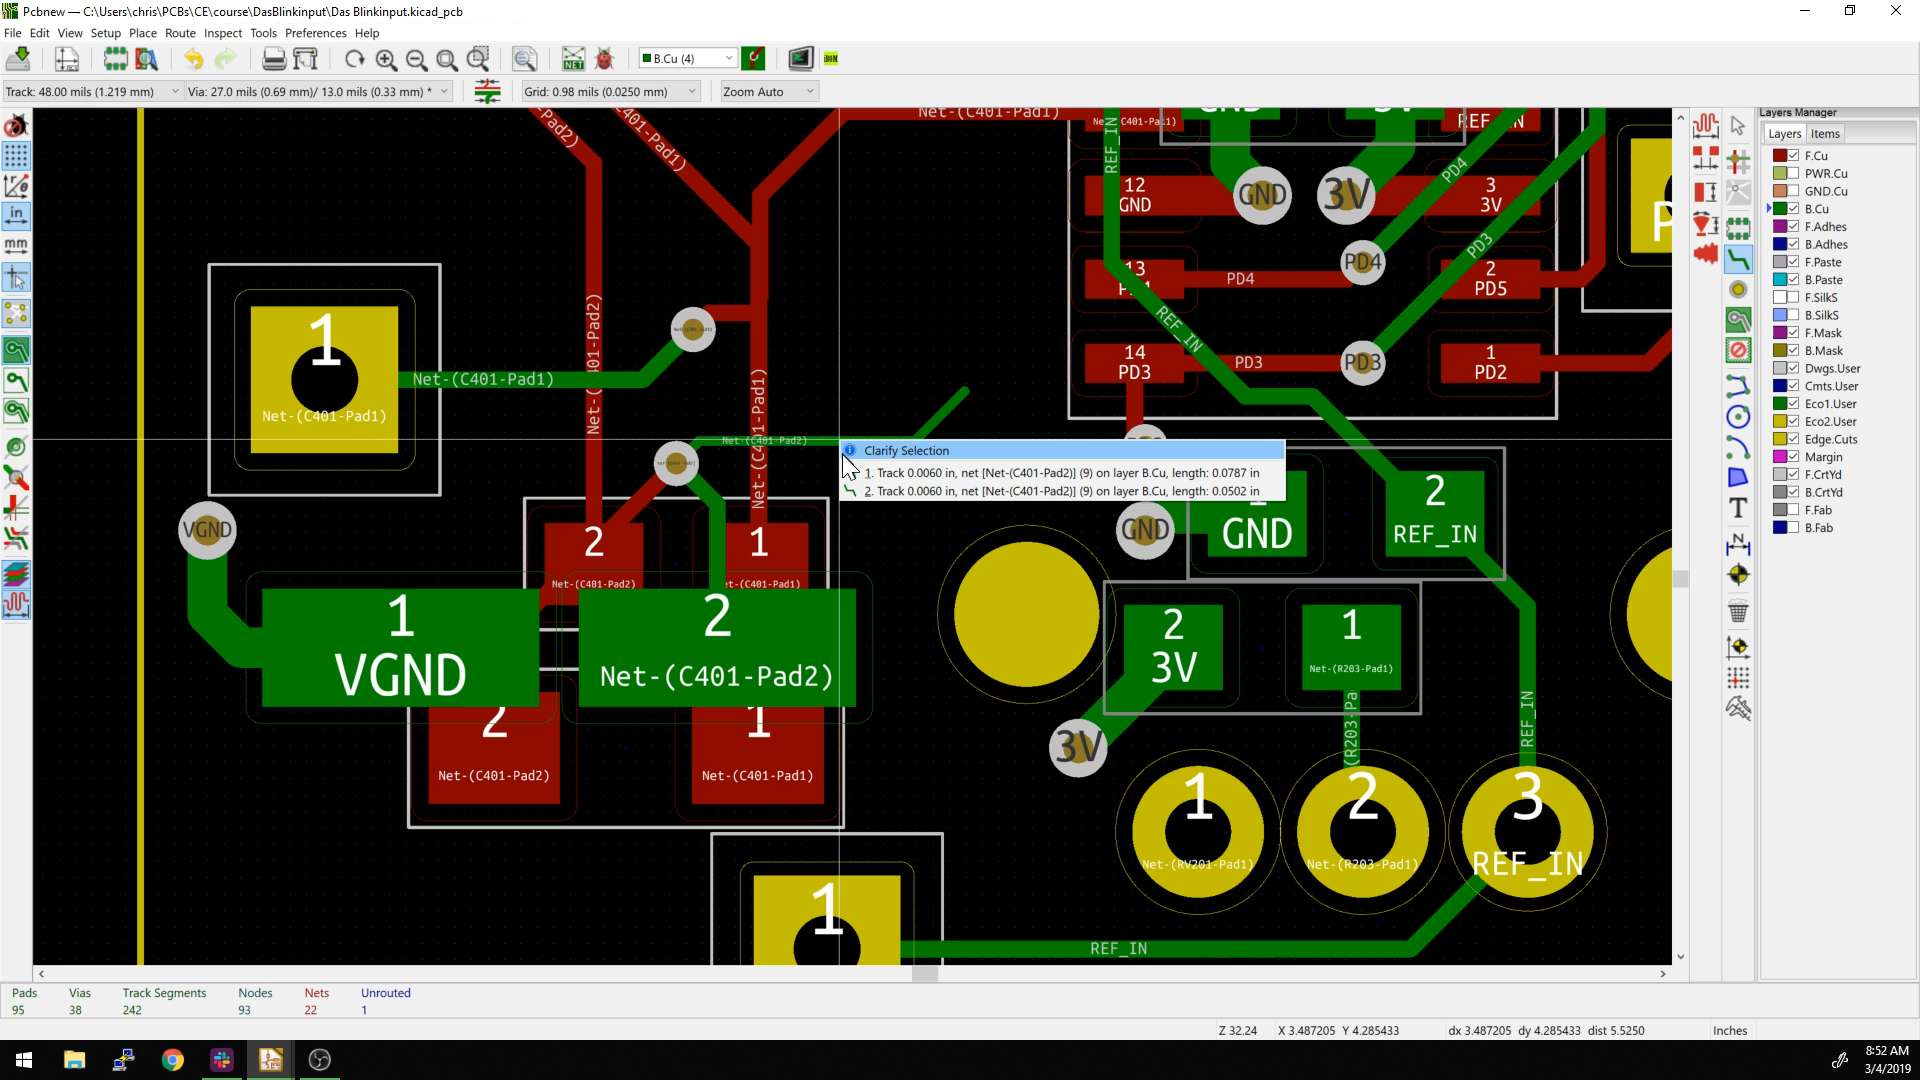 Pcbnew — C:\Users\chris\PCBs\CE\course\DasBlinkinput\Das Blinkinput.kicad_pcb
File Edit View Setup Place Route Inspect Tools Preferences Help
B.Cu (4)
Track: 48.00 mils (1.219 mm) Via: 27.0 mils (0.69 mm)/ 13.0 mils (0.33 mm) * Grid: 0.98 mils (0.0250 mm) Zoom Auto
Layers Manager
Layers Items
F.Cu
PWR.Cu
GND.Cu
B.Cu
F.Adhes
B.Adhes
F.Paste
B.Paste
F.SilkS
B.SilkS
F.Mask
B.Mask
Dwgs.User
Cmts.User
Eco1.User
Eco2.User
Edge.Cuts
Margin
F.CrtYd
B.CrtYd
F.Fab
B.Fab
in
mm
NET
Net-(C401-Pad1)
REF_IN
12
GND
GND
3V
3
3V
PD4
13
PD4
PD4
2
PD5
PD3
REF_IN
14
PD3
PD3
PD3
1
PD2
1
Net-(C401-Pad1)
Net-(C401-Pad1)
Net-(C401-Pad1)
Net-(C401-Pad2)
Clarify Selection
1. Track 0.0060 in, net [Net-(C401-Pad2)] (9) on layer B.Cu, length: 0.0787 in
2. Track 0.0060 in, net [Net-(C401-Pad2)] (9) on layer B.Cu, length: 0.0502 in
VGND
GND
GND
2
REF_IN
2
Net-(C401-Pad2)
1
1
VGND
2
Net-(C401-Pad2)
2
3V
1
Net-(R203-Pad1)
REF_IN
2
Net-(C401-Pad2)
1
Net-(C401-Pad1)
3V
1
Net-(RV201-Pad1)
2
Net-(R203-Pad1)
3
REF_IN
1
REF_IN
Pads Vias Track Segments Nodes Nets Unrouted
95 38 242 93 22 1
Z 32.24 X 3.487205 Y 4.285433 dx 3.487205 dy 4.285433 dist 5.5250 Inches
8:52 AM
3/4/2019